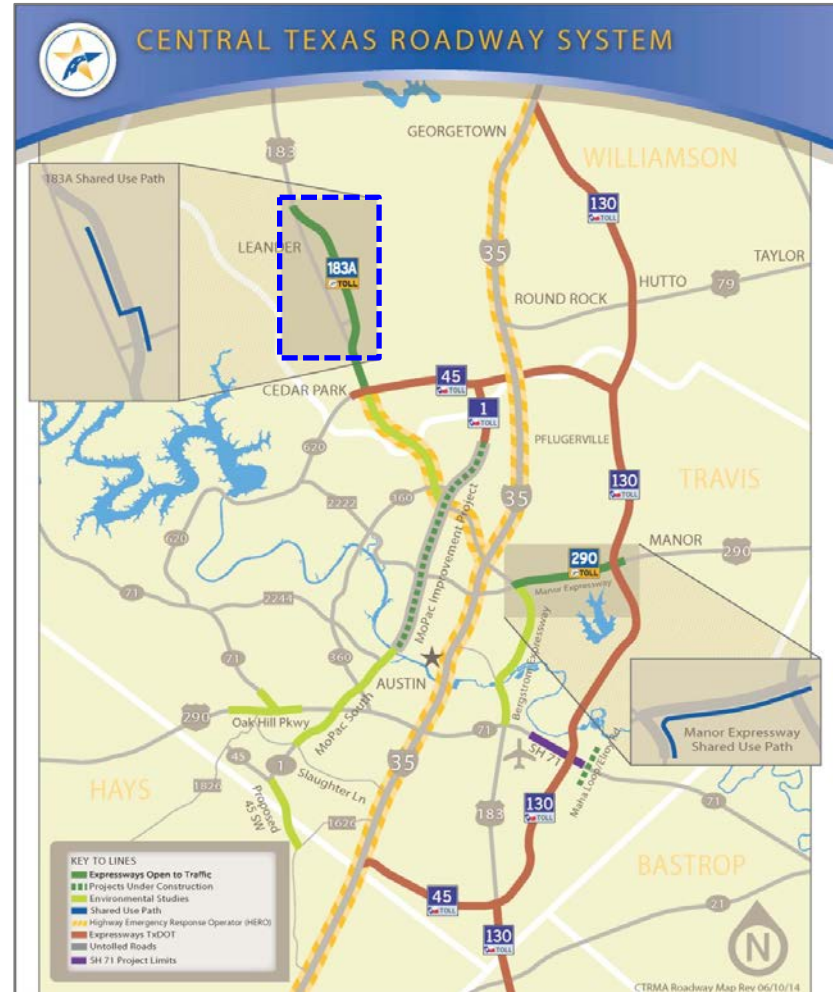 CENTRAL TEXAS ROADWAY SYSTEM
GEORGETOWN
183
WILLIAMSON
183A Shared Use Path
130
TOLL
LEANDER
35
TAYLOR
183A
TOLL
HUTTO
79
ROUND ROCK
CEDAR PARK
45
TOLL
1
TOLL
PFLUGERVILLE
620
130
TOLL
TRAVIS
2222
360
35
MoPac Improvement Project
620
MANOR
290
TOLL
290
71
Manor Expressway
2244
360
Bergstrom Expressway
71
AUSTIN
290
Oak Hill Pkwy
MoPac South
71
SH 71
Manor Expressway
Shared Use Path
45
1
Slaughter Ln
35
Maha Loop/Elroy Rd
HAYS
1826
Proposed
45 SW
1626
183
130
TOLL
71
BASTROP
KEY TO LINES
Expressways Open to Traffic
Projects Under Construction
Environmental Studies
Shared Use Path
Highway Emergency Response Operator (HERO)
Expressways TxDOT
Untolled Roads
SH 71 Project Limits
45
TOLL
21
130
TOLL
N
CTRMA Roadway Map Rev 06/10/14